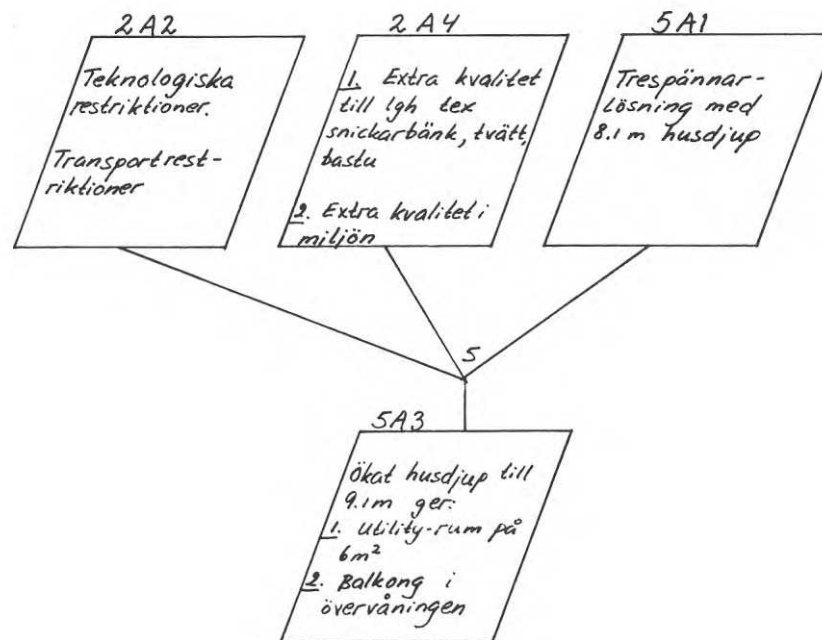 2A2
Teknologiska
restriktioner.
Transportrest-
riktioner
2A4
1. Extra kvalitet
till lgh tex
snickarbänk, tvätt,
bastu
2. Extra kvalitet i
miljön
5A1
Trespännar-
lösning med
8.1 m husdjup
5
5A3
Ökat husdjup till
9.1m ger:
1. Utility-rum på
6m²
2. Balkong i
övervåningen